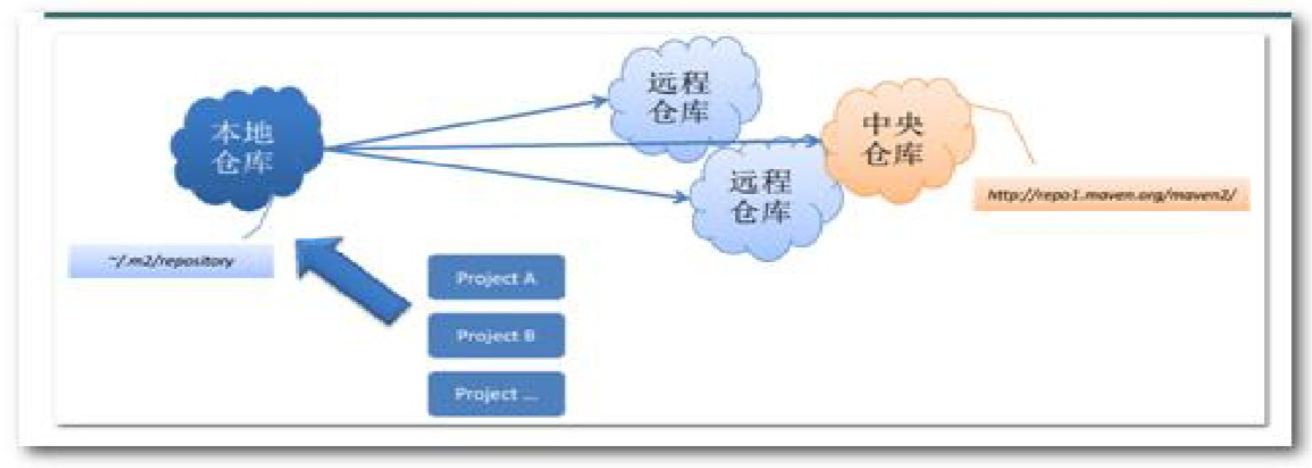 远程
仓库
本地
仓库
中央
仓库
远程
仓库
http://repo1.maven.org/maven2/
~/.m2/repository
Project A
Project B
Project ...